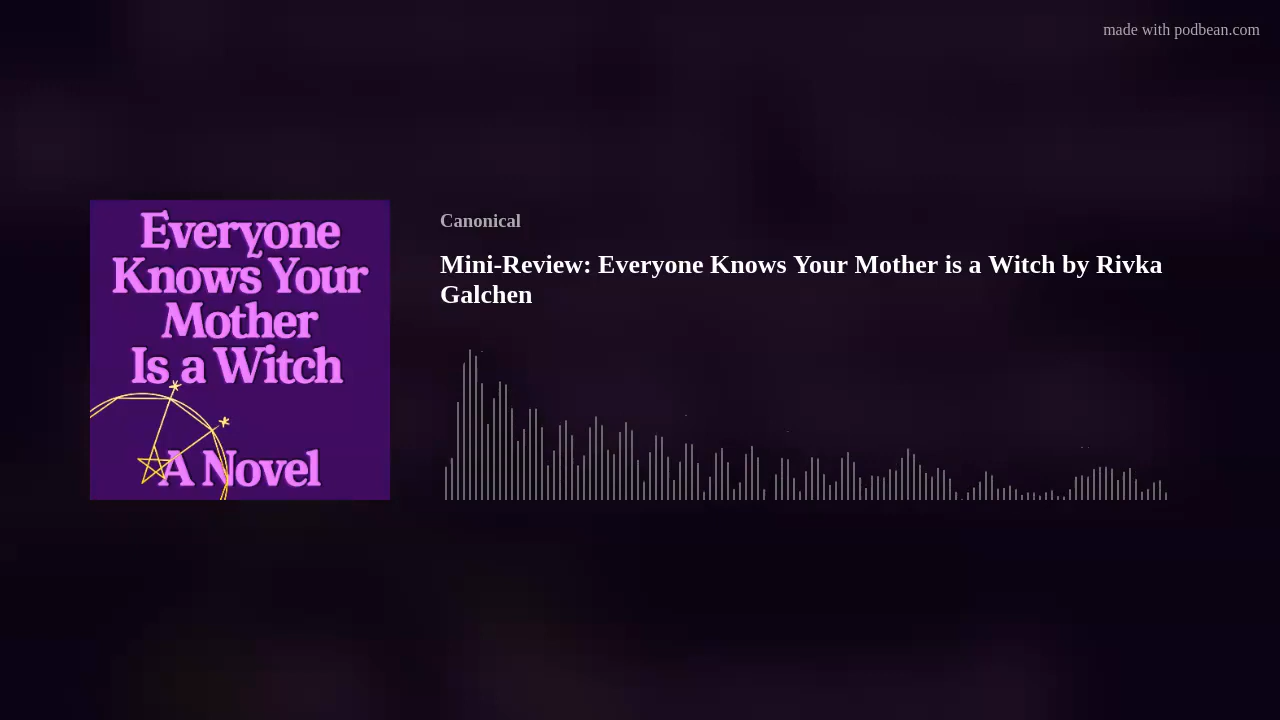 made with podbean.com
Everyone
Knows Your
Mother
Is a Witch
A Novel
Canonical
Mini-Review: Everyone Knows Your Mother is a Witch by Rivka
Galchen